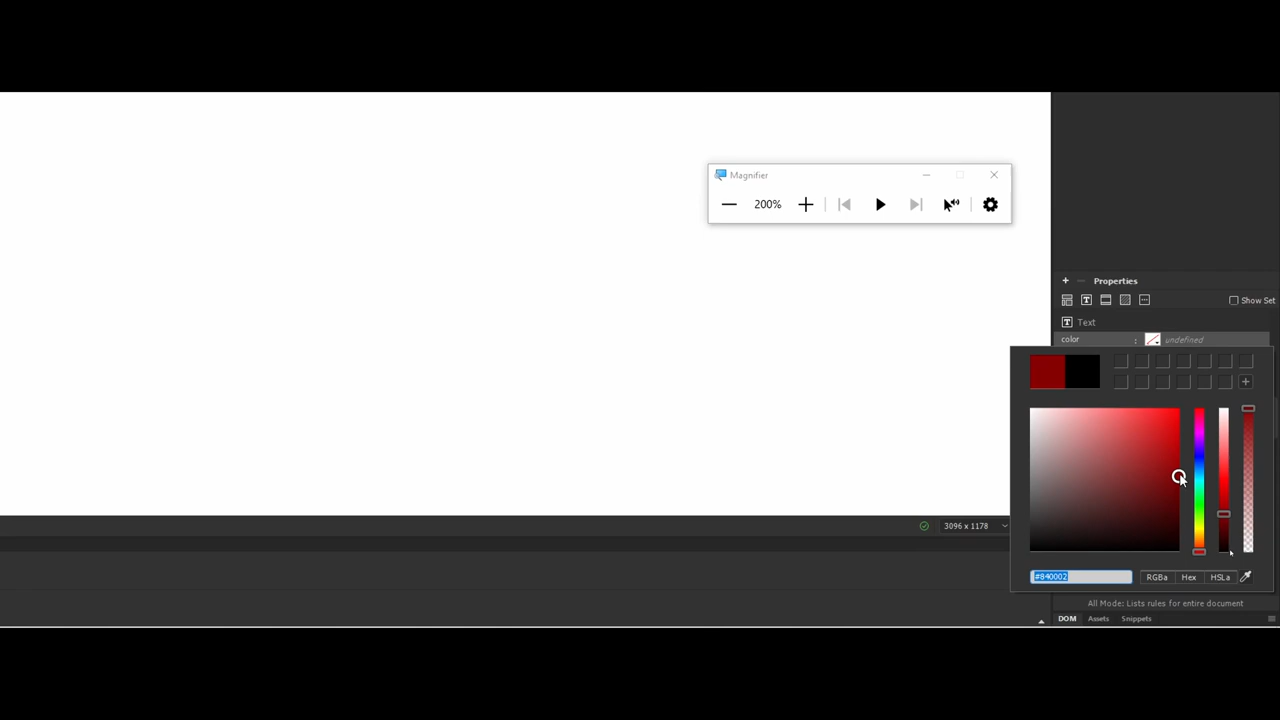 Magnifier
200%
Properties
Show Set
Text
color : undefined
#840002
RGBa Hex HSLa
3096 x 1178
All Mode: Lists rules for entire document
DOM Assets Snippets